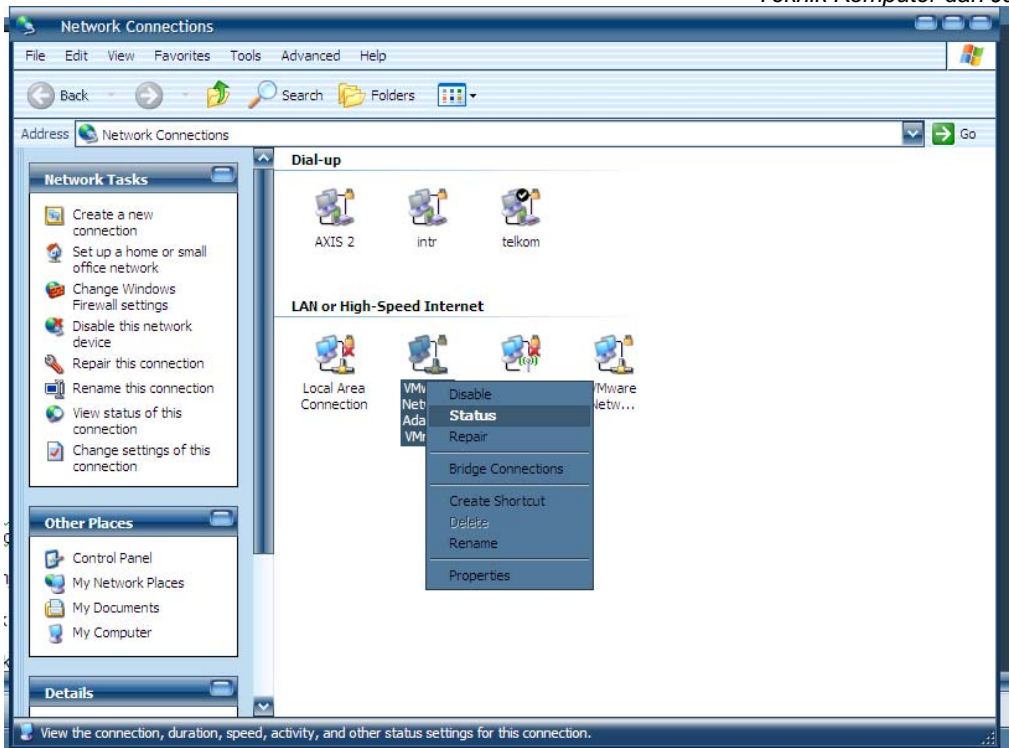 Teknik Komputer dan
Network Connections
File Edit View Favorites Tools Advanced Help
Back Search Folders
Address Network Connections Go
Network Tasks
Create a new
connection
Set up a home or small
office network
Change Windows
Firewall settings
Disable this network
device
Repair this connection
Rename this connection
View status of this
connection
Change settings of this
connection
Other Places
Control Panel
My Network Places
My Documents
My Computer
Details
Dial-up
AXIS 2 intr telkom
LAN or High-Speed Internet
Local Area
Connection
VMware
Netw...
Disable
Status
Repair
Bridge Connections
Create Shortcut
Delete
Rename
Properties
View the connection, duration, speed, activity, and other status settings for this connection.